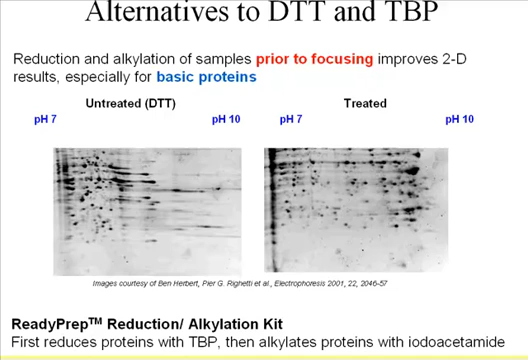 Alternatives to DTT and TBP
Reduction and alkylation of samples prior to focusing improves 2-D
results, especially for basic proteins
Untreated (DTT)
Treated
pH 7
pH 10
pH 7
pH 10
Images courtesy of Ben Herbert, Pier G. Righetti et al., Electrophoresis 2001, 22, 2046-57
ReadyPrep™ Reduction/ Alkylation Kit
First reduces proteins with TBP, then alkylates proteins with iodoacetamide